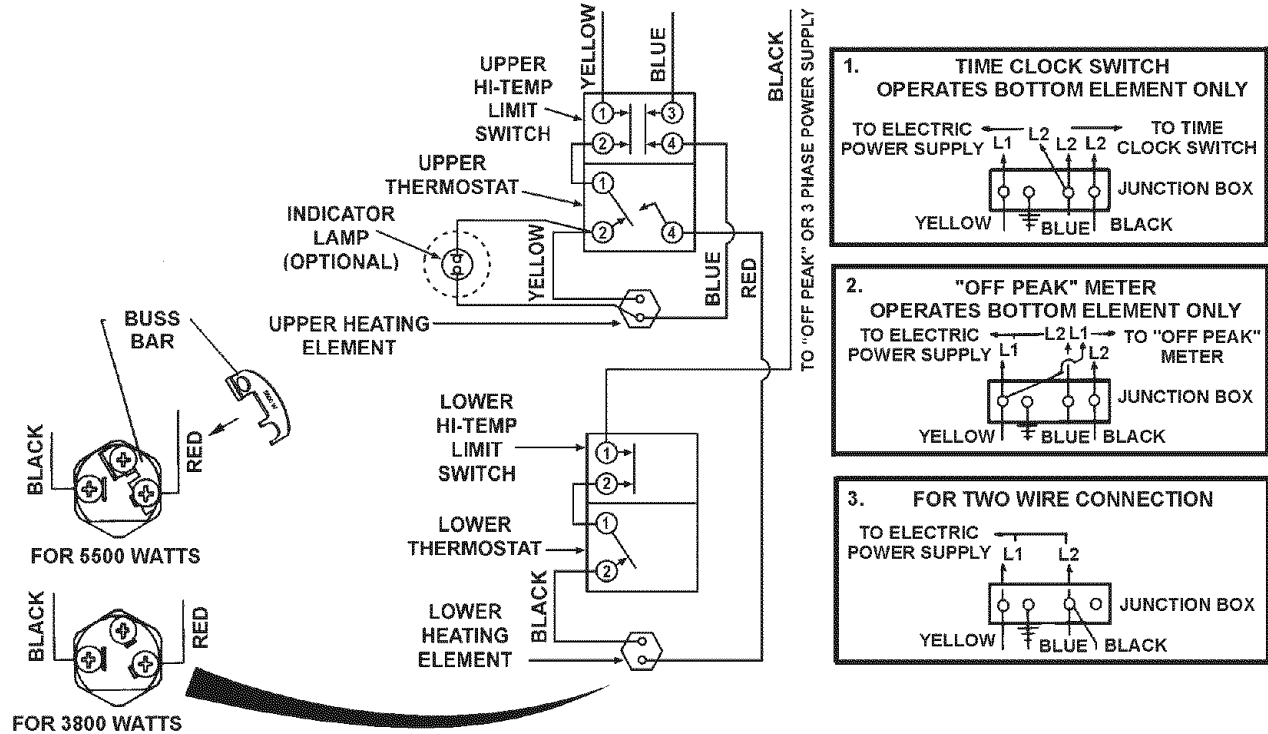 YELLOW
BLUE
BLACK
TO "OFF PEAK" OR 3 PHASE POWER SUPPLY
UPPER
HI-TEMP
LIMIT
SWITCH
1
3
2
4
UPPER
THERMOSTAT
1
2
4
INDICATOR
LAMP
(OPTIONAL)
YELLOW
BLUE
RED
UPPER HEATING
ELEMENT
BUSS
BAR
5500 W
BLACK
RED
FOR 5500 WATTS
BLACK
RED
FOR 3800 WATTS
LOWER
HI-TEMP
LIMIT
SWITCH
1
2
LOWER
THERMOSTAT
1
2
BLACK
LOWER
HEATING
ELEMENT
1. TIME CLOCK SWITCH
OPERATES BOTTOM ELEMENT ONLY
TO ELECTRIC
POWER SUPPLY
L1
L2
L2
L2
TO TIME
CLOCK SWITCH
JUNCTION BOX
YELLOW
BLUE
BLACK
2. "OFF PEAK" METER
OPERATES BOTTOM ELEMENT ONLY
TO ELECTRIC
POWER SUPPLY
L1
L2
L1
L2
TO "OFF PEAK"
METER
JUNCTION BOX
YELLOW
BLUE
BLACK
3. FOR TWO WIRE CONNECTION
TO ELECTRIC
POWER SUPPLY
L1
L2
JUNCTION BOX
YELLOW
BLUE
BLACK